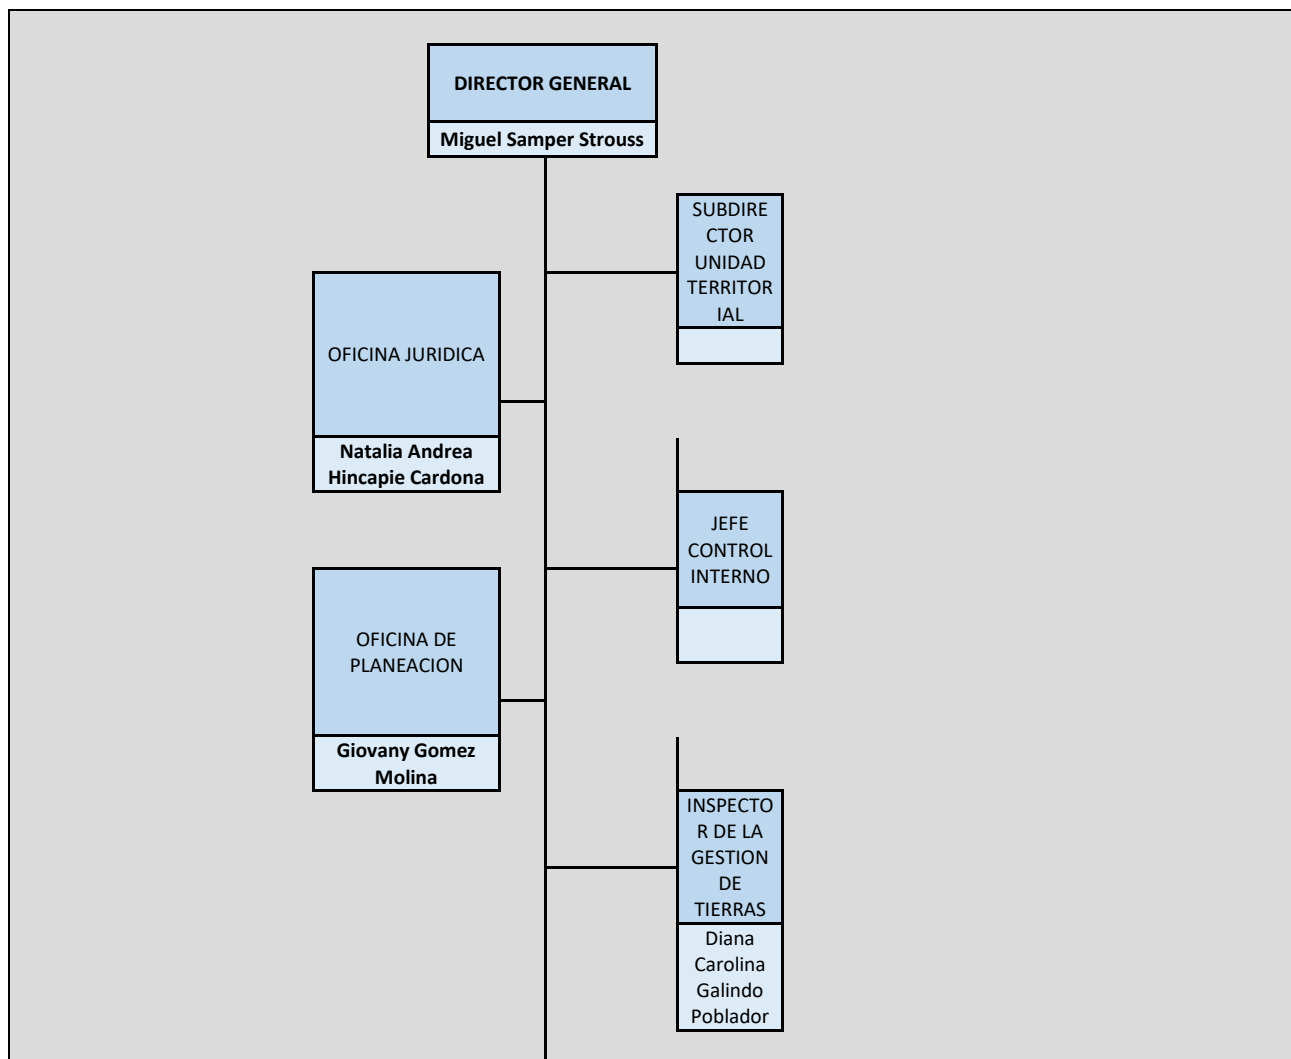 DIRECTOR GENERAL
Miguel Samper Strouss
SUBDIRE
CTOR
UNIDAD
TERRITOR
IAL
OFICINA JURIDICA
Natalia Andrea
Hincapie Cardona
JEFE
CONTROL
INTERNO
OFICINA DE
PLANEACION
Giovany Gomez
Molina
INSPECTO
R DE LA
GESTION
DE
TIERRAS
Diana
Carolina
Galindo
Poblador